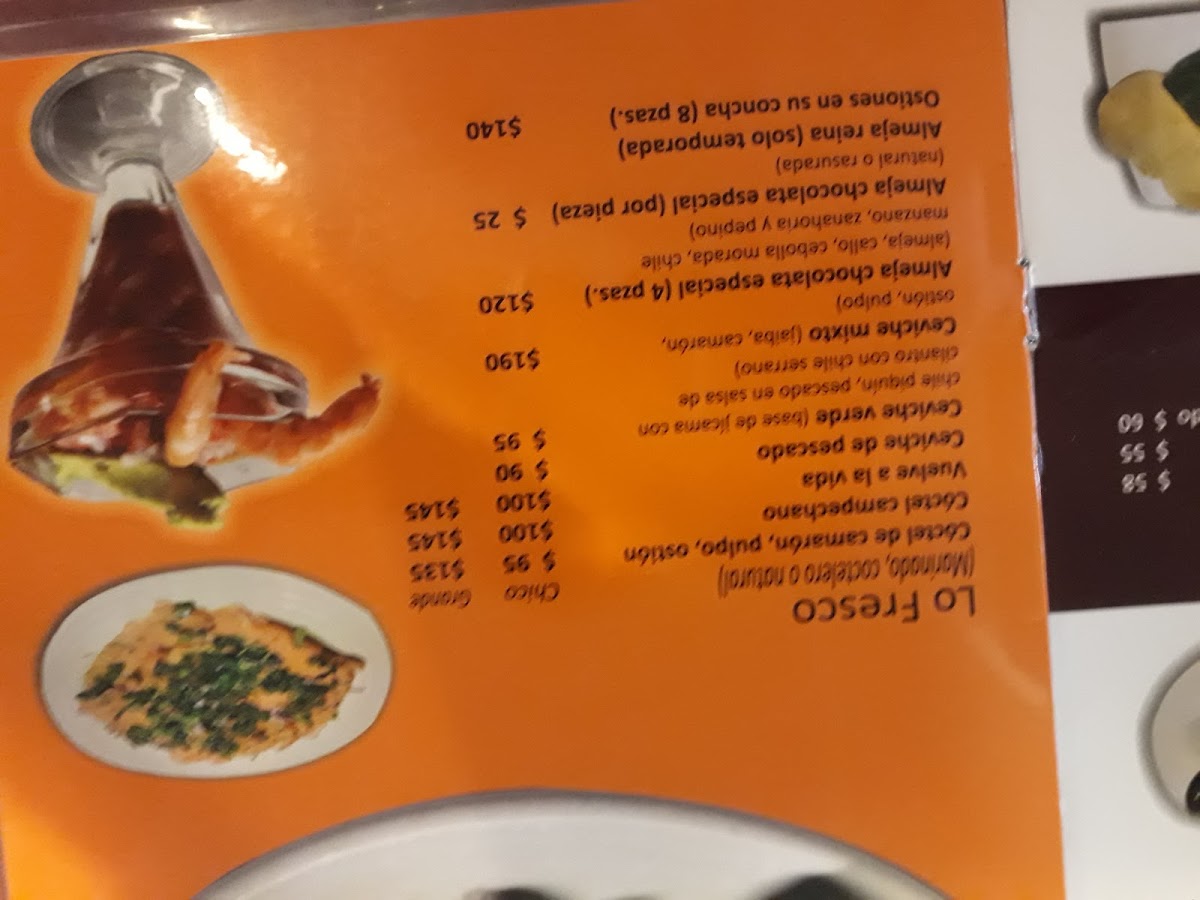 $ 58
$ 55
$ 60
Lo Fresco
(Marinado, coctelero o natural) Chico Grande
Cóctel de camarón, pulpo, ostión $ 95 $135
Cóctel campechano $100 $145
Vuelve a la vida $100 $145
Ceviche de pescado $ 90
Ceviche verde (base de jícama con $ 95
chile piquín, pescado en salsa de
cilantro con chile serrano)
Ceviche mixto (jaiba, camarón, $190
ostión, pulpo)
Almeja chocolata especial (4 pzas.) $120
(almeja, callo, cebolla morada, chile
manzano, zanahoria y pepino)
Almeja chocolata especial (por pieza) $ 25
(natural o rasurada)
Almeja reina (solo temporada)
Ostiones en su concha (8 pzas.) $140